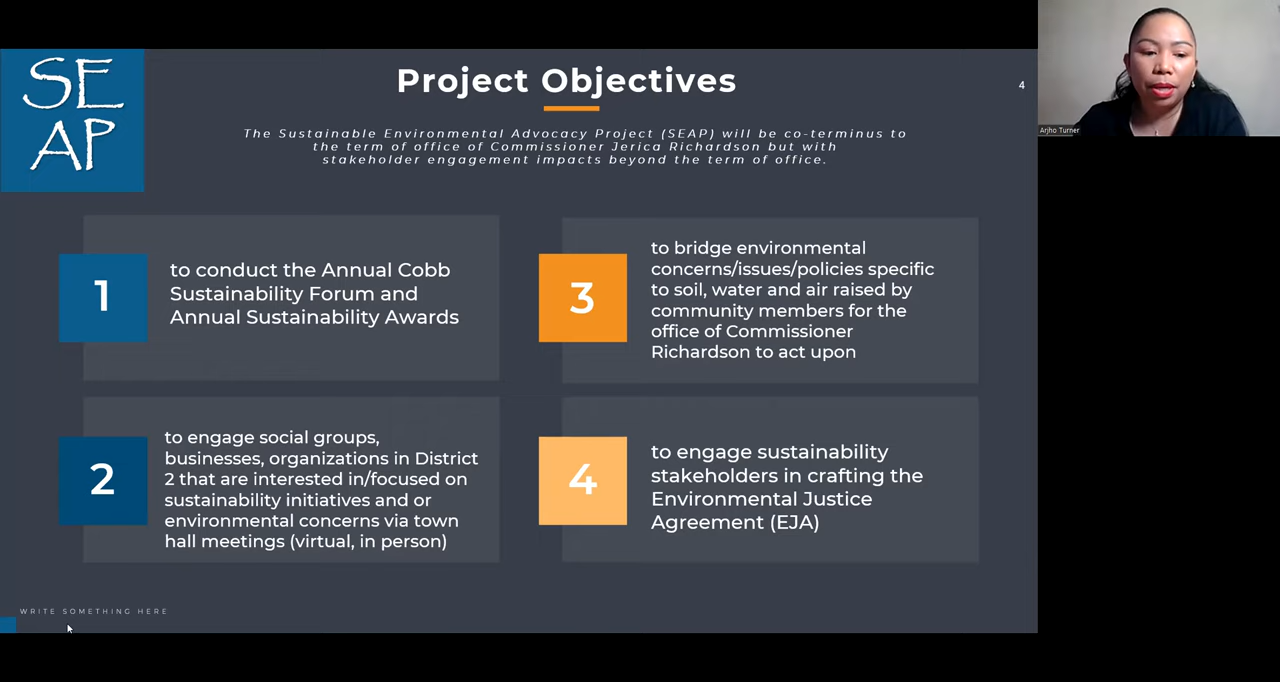 SE
AP
Project Objectives
4
The Sustainable Environmental Advocacy Project (SEAP) will be co-terminus to
the term of office of Commissioner Jerica Richardson but with
stakeholder engagement impacts beyond the term of office.
1
to conduct the Annual Cobb
Sustainability Forum and
Annual Sustainability Awards
2
to engage social groups,
businesses, organizations in District
2 that are interested in/focused on
sustainability initiatives and or
environmental concerns via town
hall meetings (virtual, in person)
3
to bridge environmental
concerns/issues/policies specific
to soil, water and air raised by
community members for the
office of Commissioner
Richardson to act upon
4
to engage sustainability
stakeholders in crafting the
Environmental Justice
Agreement (EJA)
WRITE SOMETHING HERE
Arjho Turner